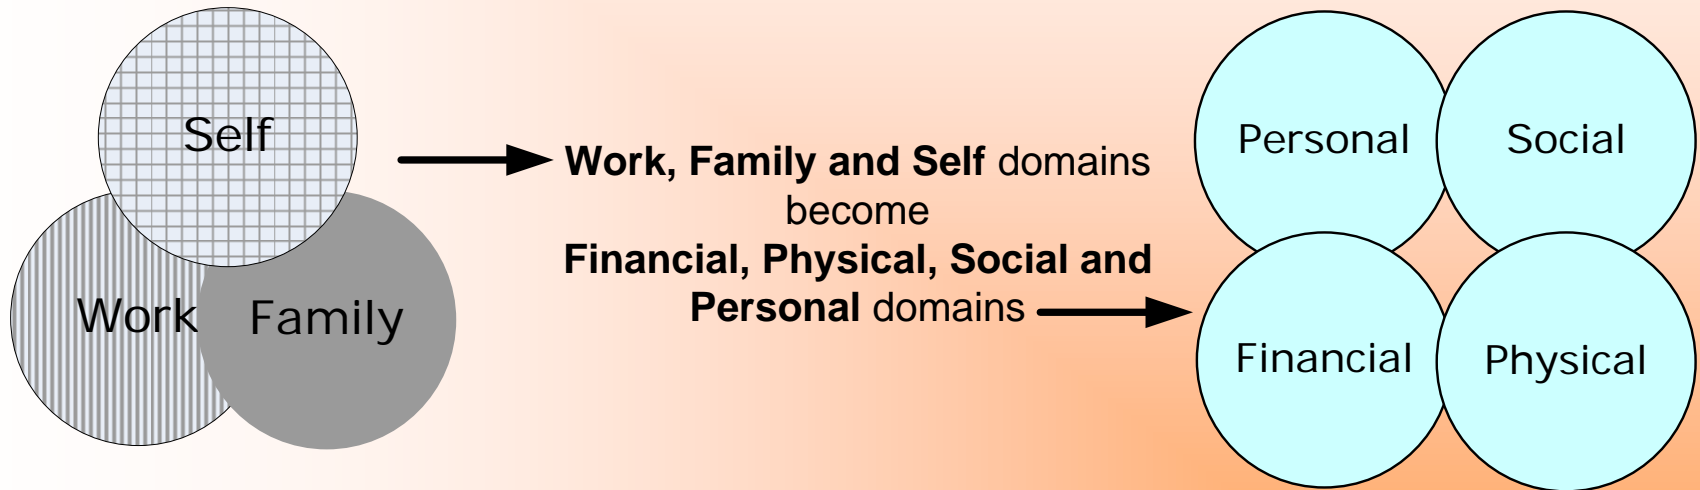 Self
Work
Family
Work, Family and Self domains
become
Financial, Physical, Social and
Personal domains
Personal
Social
Financial
Physical